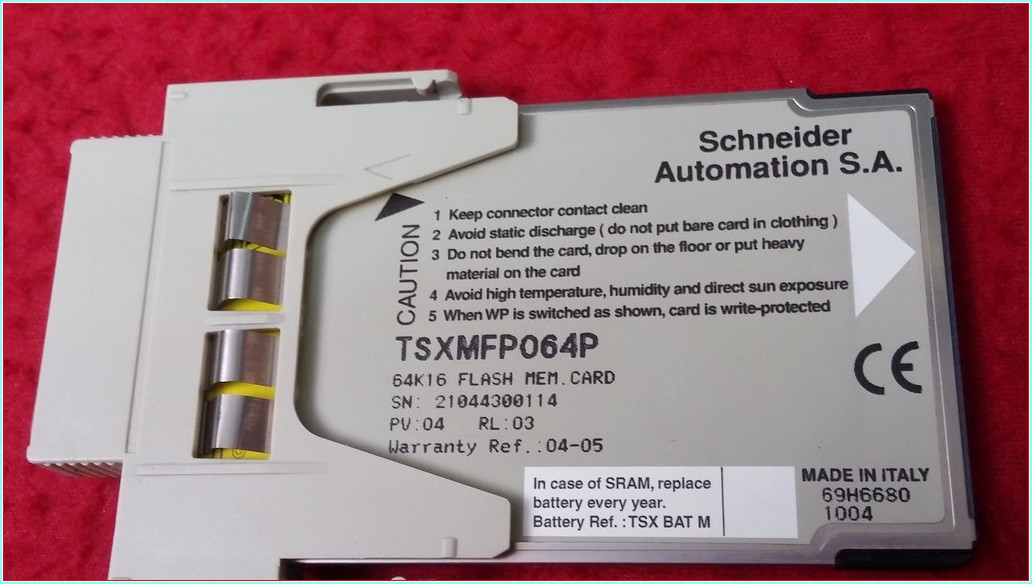 Schneider
Automation S.A.
CAUTION
1 Keep connector contact clean
2 Avoid static discharge ( do not put bare card in clothing )
3 Do not bend the card, drop on the floor or put heavy
material on the card
4 Avoid high temperature, humidity and direct sun exposure
5 When WP is switched as shown, card is write-protected
TSXMFP064P
64K16 FLASH MEM.CARD
SN: 21044300114
PV:04 RL:03
Warranty Ref.:04-05
CE
In case of SRAM, replace
battery every year.
Battery Ref. : TSX BAT M
MADE IN ITALY
69H6680
1004